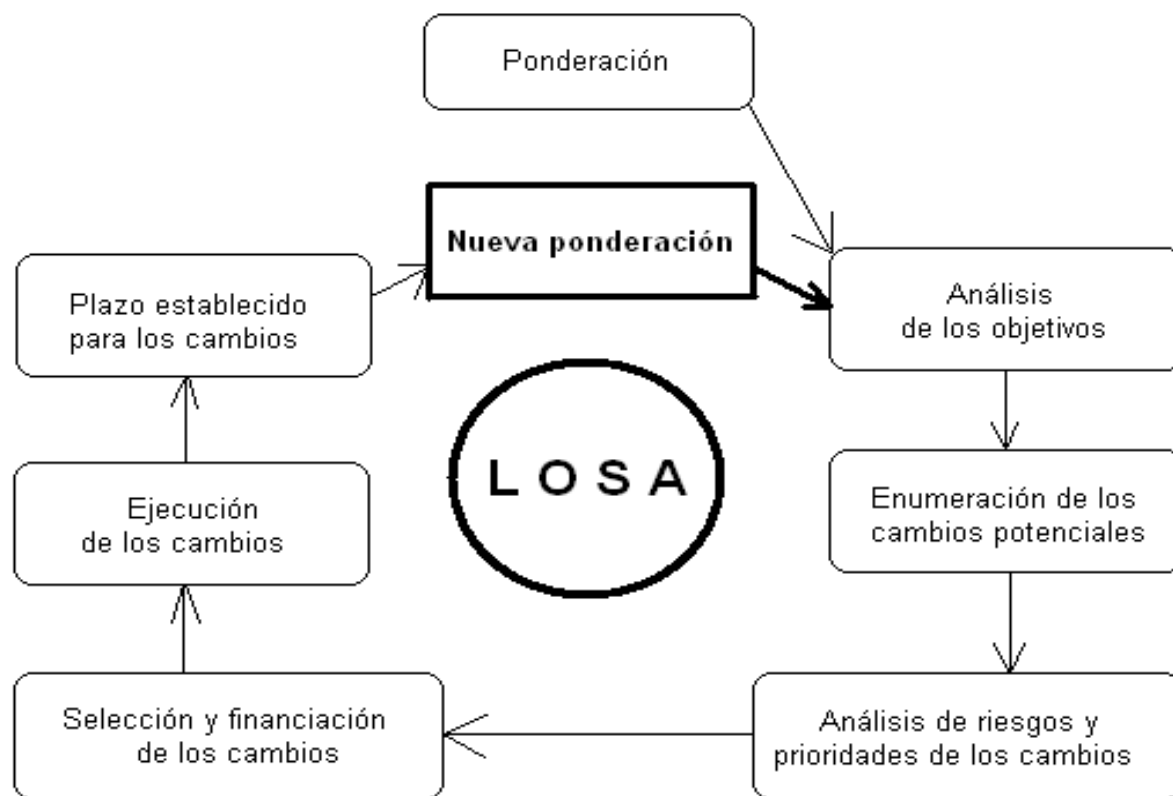 Ponderación
Nueva ponderación
Análisis
de los objetivos
Enumeración de los
cambios potenciales
Análisis de riesgos y
prioridades de los cambios
Selección y financiación
de los cambios
Ejecución
de los cambios
Plazo establecido
para los cambios
L O S A